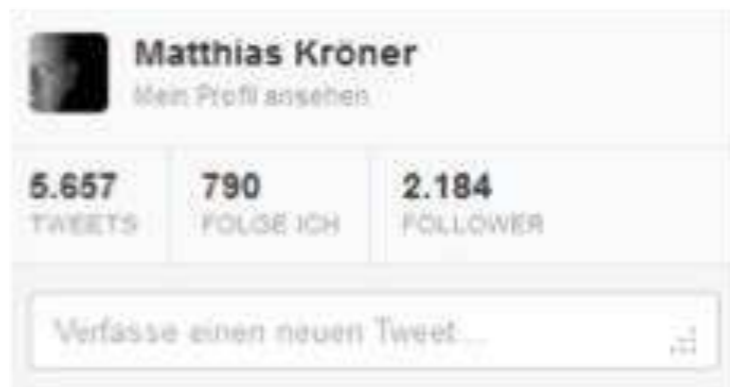 Matthias Kröner
Mein Profil ansehen
5.657 790 2.184
TWEETS FOLGE ICH FOLLOWER
Verfasse einen neuen Tweet...